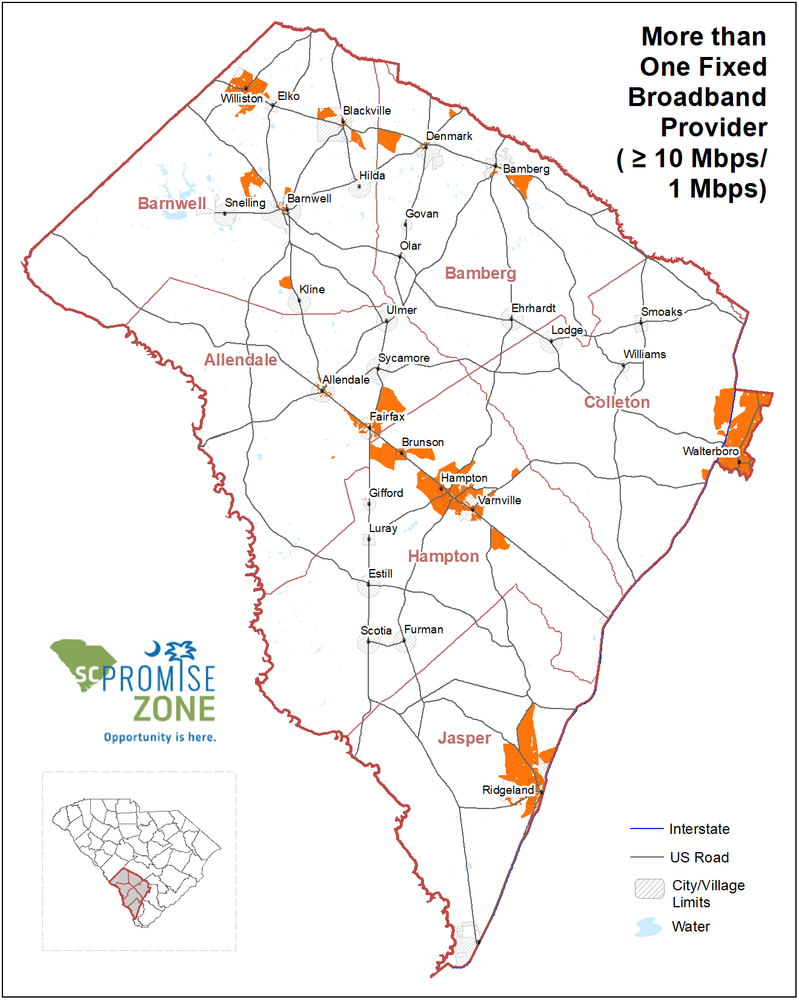 More than
One Fixed
Broadband
Provider
( ≥ 10 Mbps/
1 Mbps)
Williston
Elko
Blackville
Denmark
Bamberg
Hilda
Barnwell
Snelling
Barnwell
Govan
Olar
Bamberg
Kline
Ulmer
Ehrhardt
Smoaks
Lodge
Allendale
Sycamore
Williams
Allendale
Colleton
Fairfax
Brunson
Walterboro
Hampton
Gifford
Varnville
Luray
Hampton
Estill
Scotia
Furman
Jasper
Ridgeland
SC PROMISE
ZONE
Opportunity is here.
Interstate
US Road
City/Village
Limits
Water